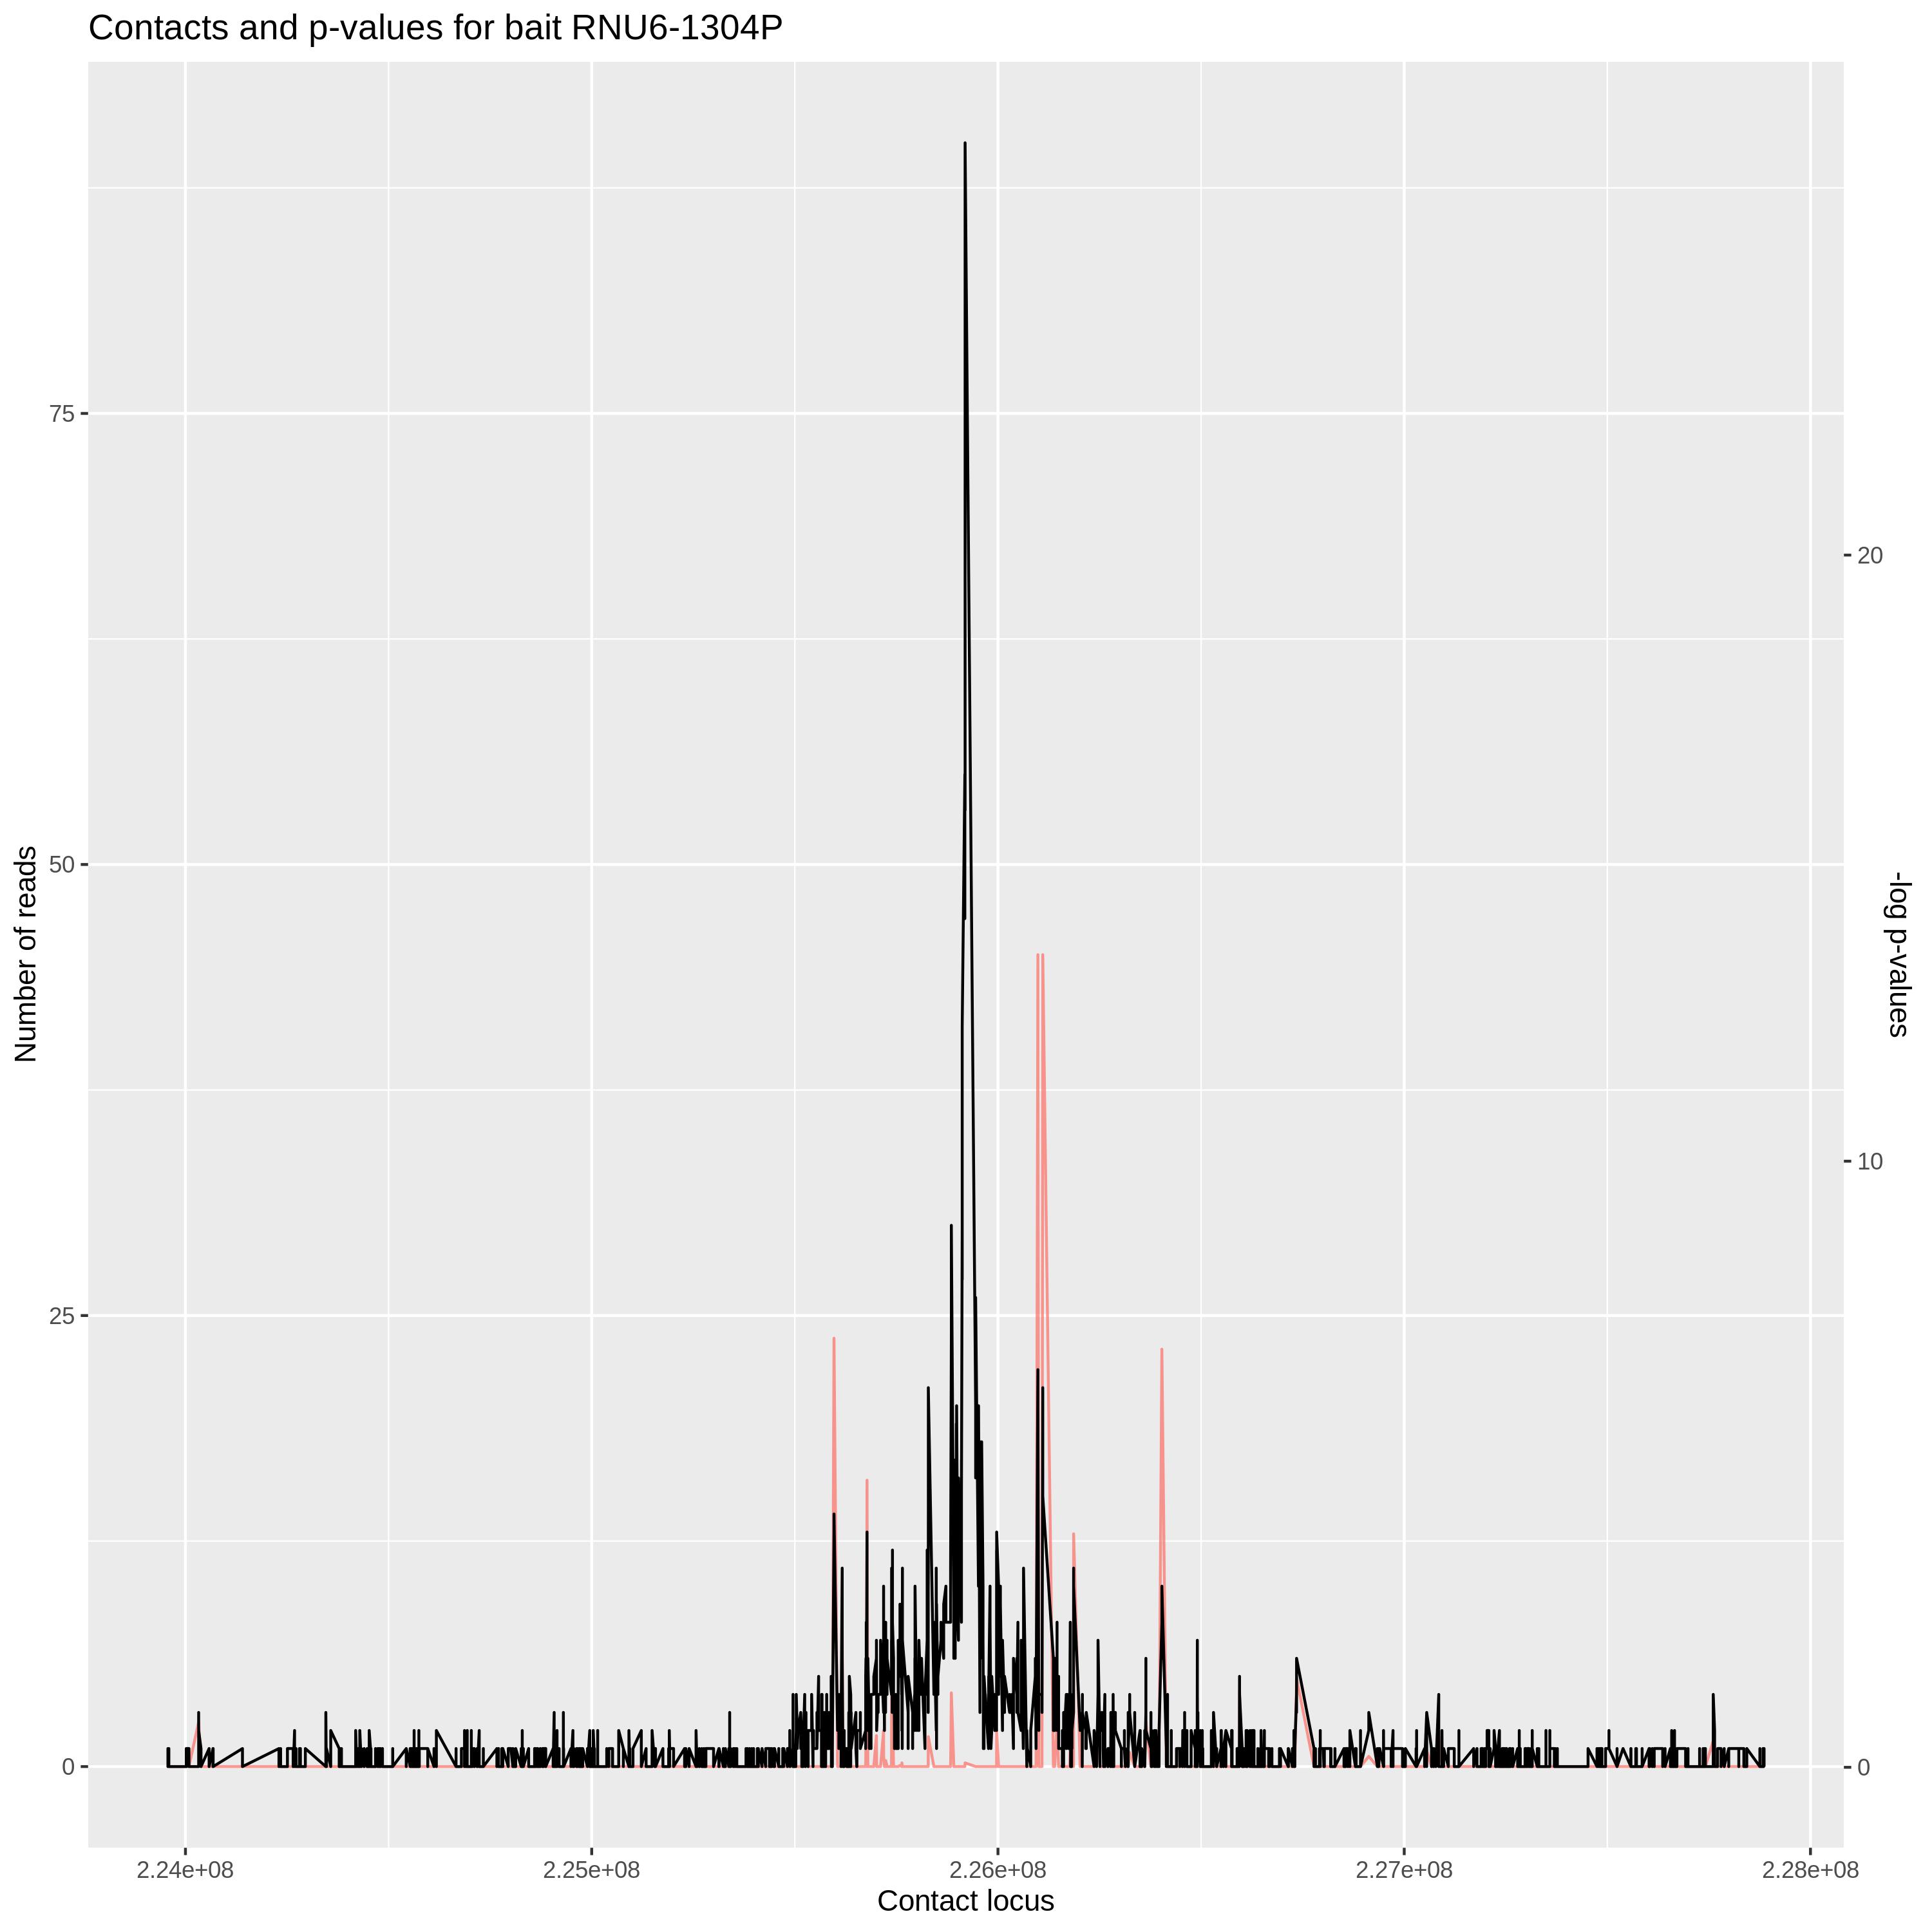 Contacts and p-values for bait RNU6-1304P
75
50
25
0
Number of reads
20
10
0
-log p-values
2.24e+08
2.25e+08
2.26e+08
2.27e+08
2.28e+08
Contact locus